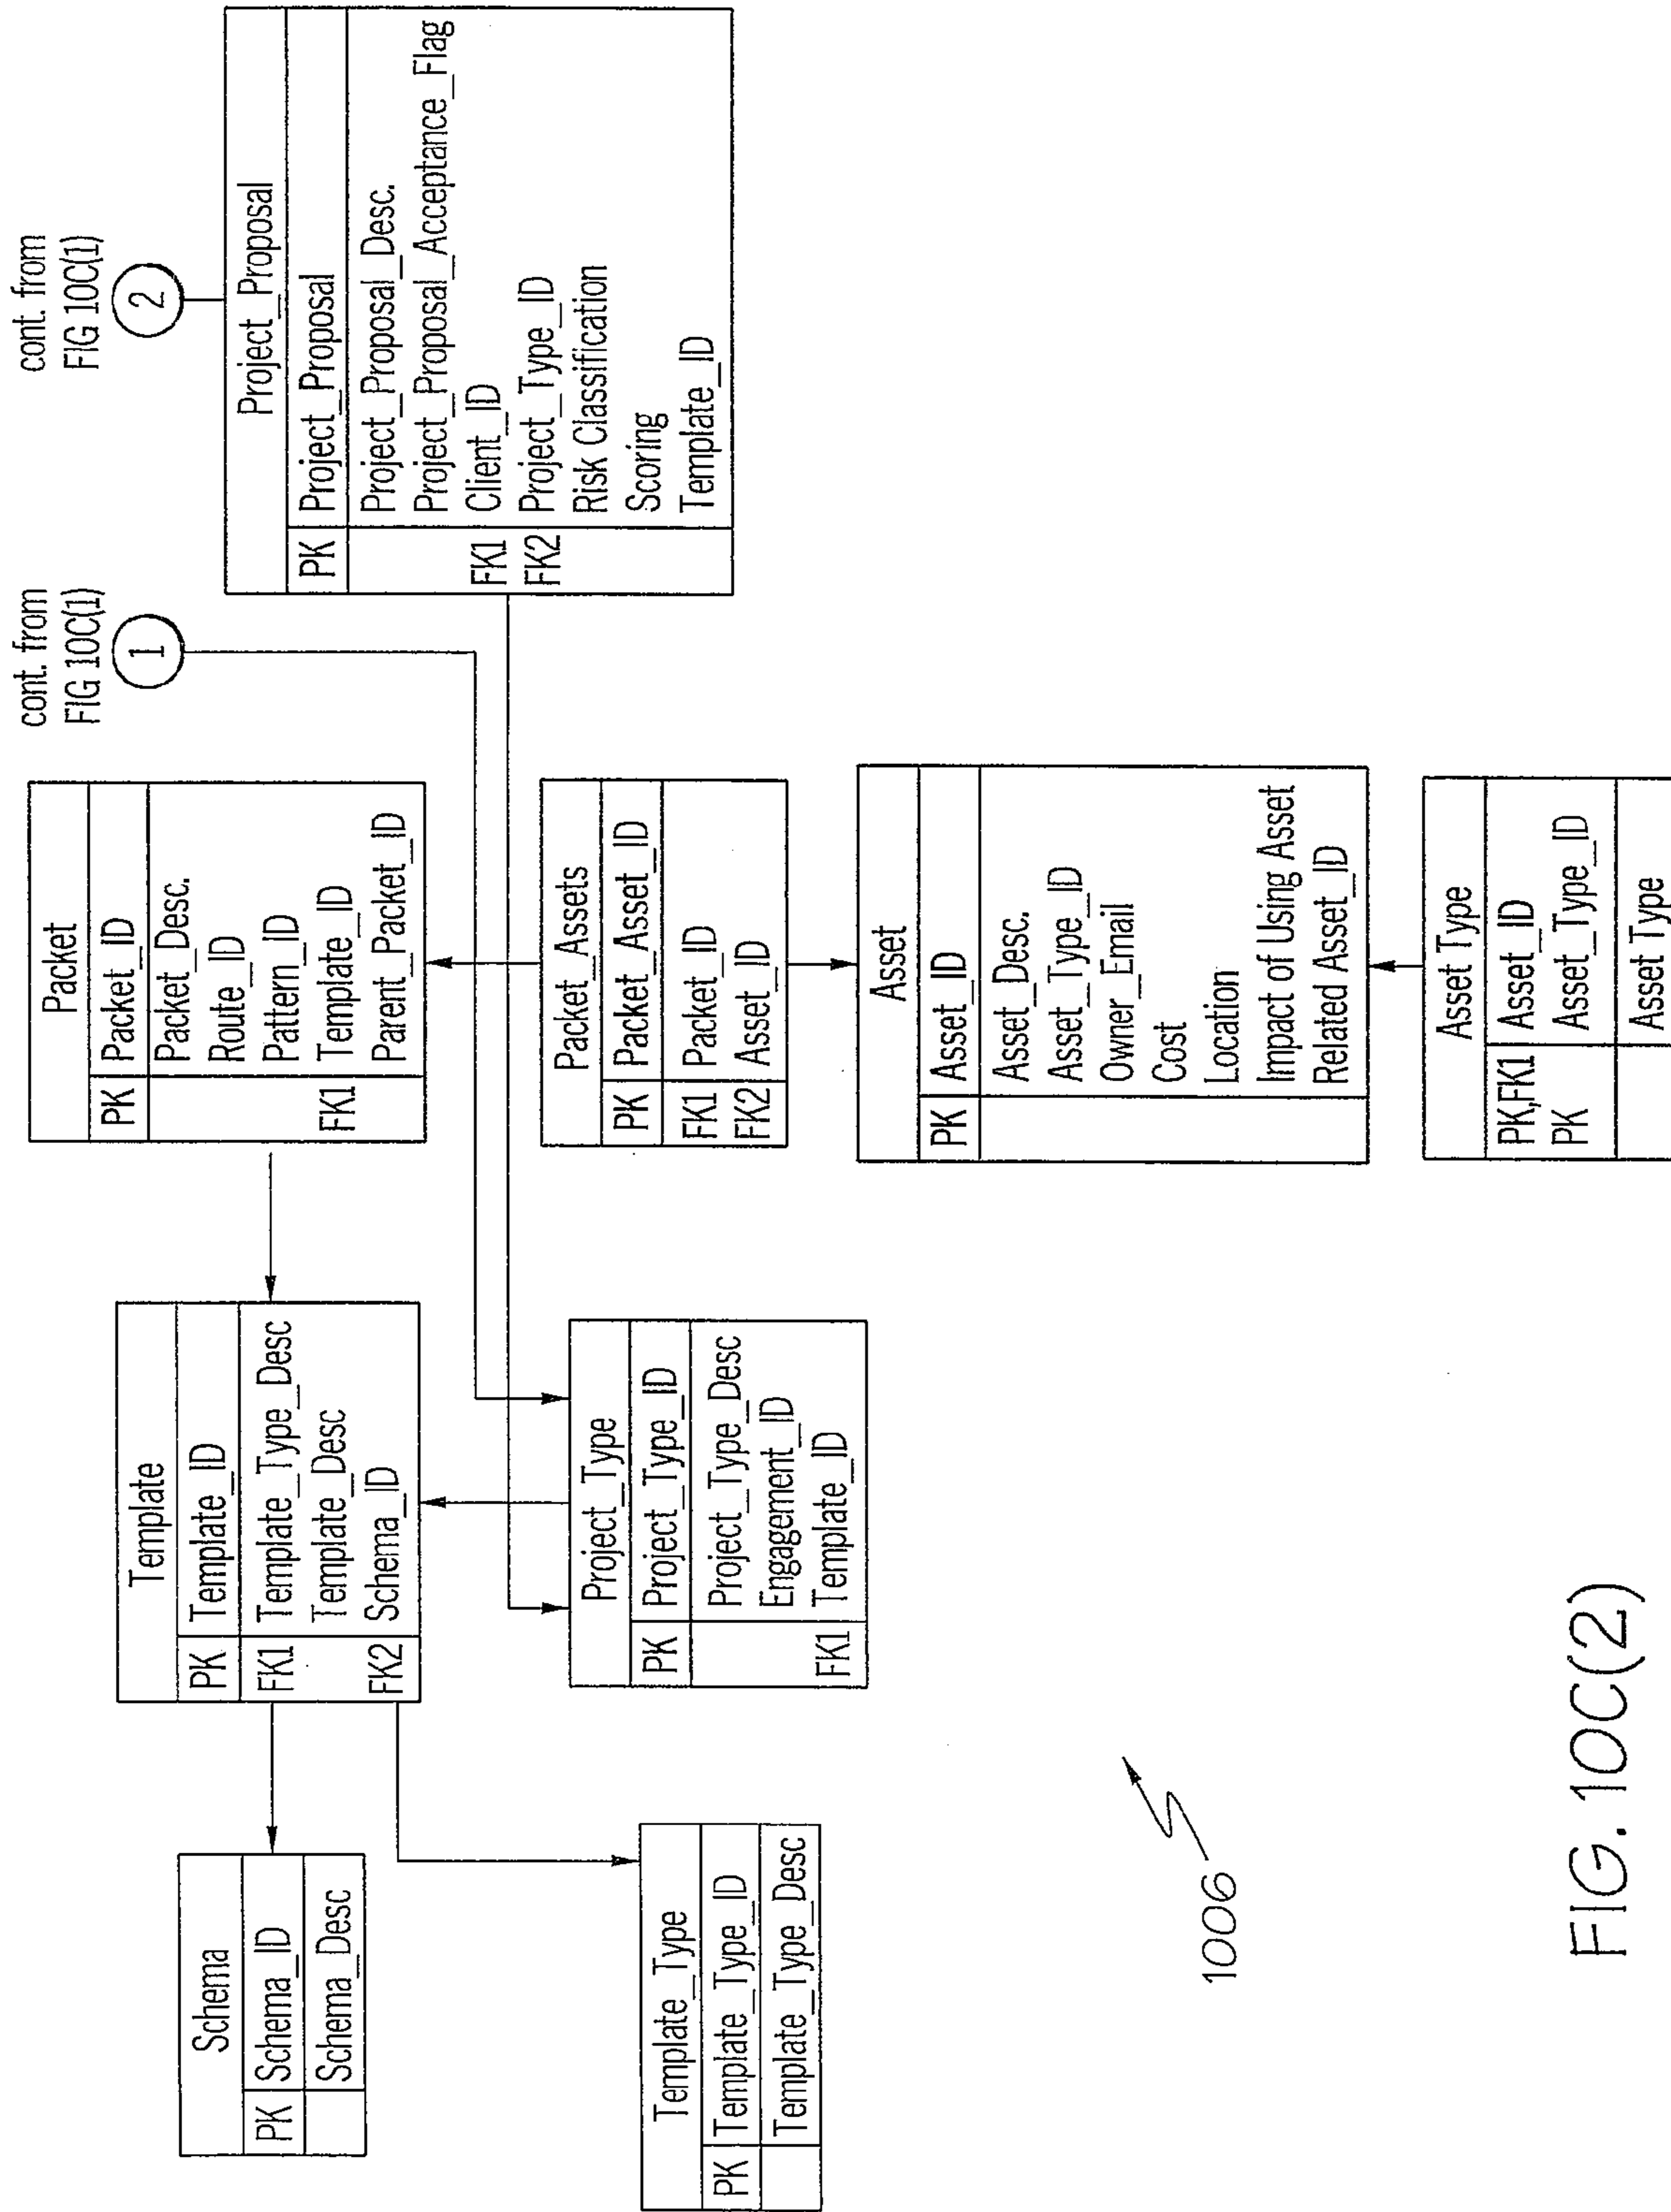 cont. from
FIG 10C(1)
2
Project_Proposal
PK Project_Proposal
Project_Proposal_Desc.
Project_Proposal_Acceptance_Flag
FK1 Client_ID
FK2 Project_Type_ID
Risk Classification
Scoring
Template_ID
cont. from
FIG 10C(1)
1
Packet
PK Packet_ID
Packet_Desc.
Route_ID
Pattern_ID
FK1 Template_ID
Parent_Packet_ID
Packet_Assets
PK Packet_Asset_ID
FK1 Packet_ID
FK2 Asset_ID
Asset
PK Asset_ID
Asset_Desc.
Asset_Type_ID
Owner_Email
Cost
Location
Impact of Using Asset
Related Asset_ID
Asset Type
PK,FK1 Asset_ID
PK Asset_Type_ID
Asset Type
Template
PK Template_ID
FK1 Template_Type_Desc
Template_Desc
FK2 Schema_ID
Project_Type
PK Project_Type_ID
Project_Type_Desc
Engagement_ID
FK1 Template_ID
Schema
PK Schema_ID
Schema_Desc
Template_Type
PK Template_Type_ID
Template_Type_Desc
1006
FIG. 10C(2)